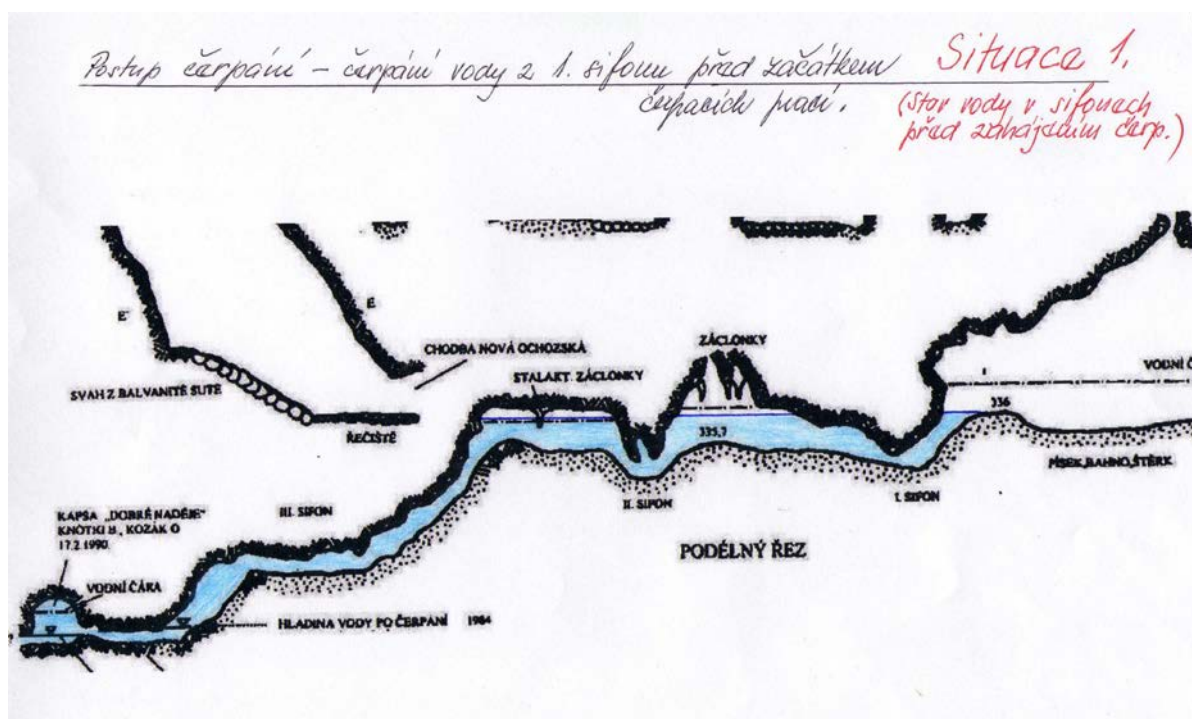 Postup čerpání – čerpání vody z 1. sifonu před začátkem
čerpacích prací.
Situace 1.
(Stav vody v sifonech
před zahájením čerp.)
E'
E
CHODBA NOVÁ OCHOZSKÁ
SVAH Z BALVANITÉ SUTĚ
ŘEČIŠTĚ
STALAKT. ZÁCLONKY
ZÁCLONKY
VODNÍ Č
336
335,7
PÍSEK, BAHNO, ŠTĚRK
I. SIFON
II. SIFON
III. SIFON
PODÉLNÝ ŘEZ
KAPSA „DOBRÉ NADĚJE"
KNOTKI B., KOZÁK O
17.2.1990
VODNÍ ČÁRA
HLADINA VODY PO ČERPÁNÍ 1984